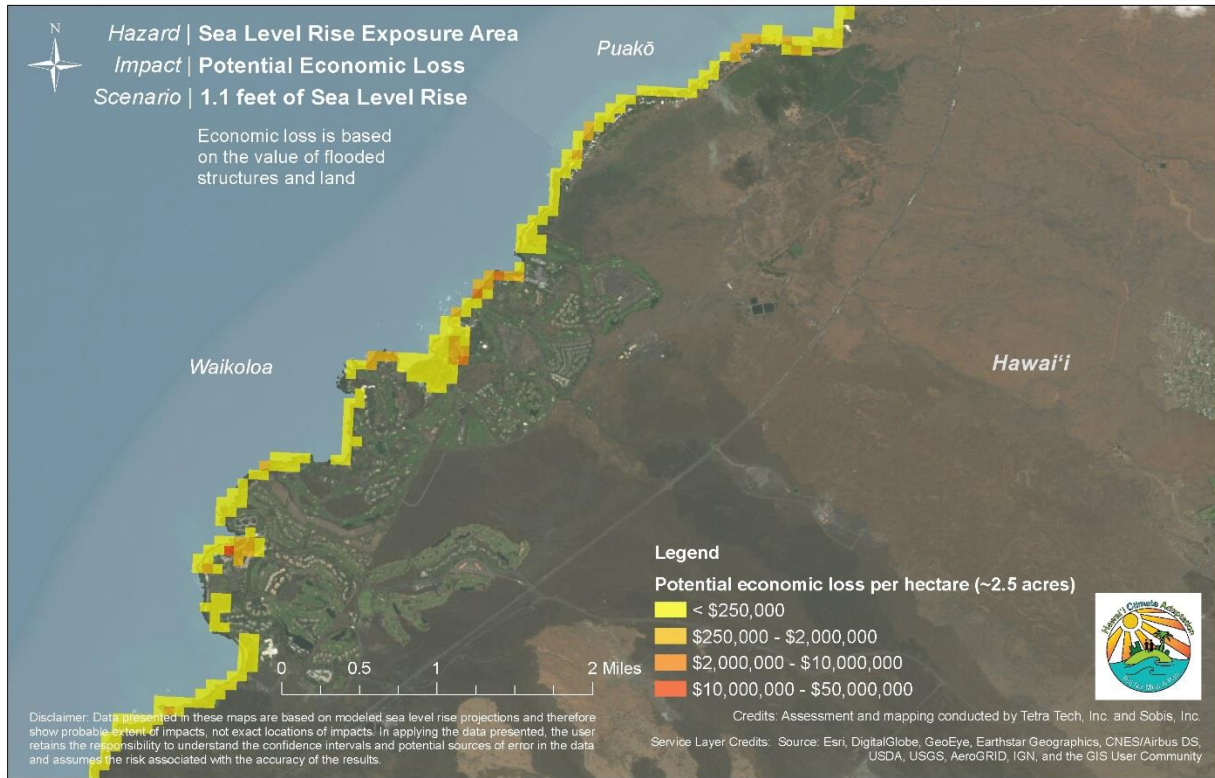 N
Hazard | Sea Level Rise Exposure Area
Impact | Potential Economic Loss
Scenario | 1.1 feet of Sea Level Rise
Economic loss is based
on the value of flooded
structures and land
Puakō
Waikoloa
Hawaiʻi
Legend
Potential economic loss per hectare (~2.5 acres)
< $250,000
$250,000 - $2,000,000
$2,000,000 - $10,000,000
$10,000,000 - $50,000,000
0 0.5 1 2 Miles
Hawaiʻi Climate Adaptation
Disclaimer: Data presented in these maps are based on modeled sea level rise projections and therefore
show probable extent of impacts, not exact locations of impacts. In applying the data presented, the user
retains the responsibility to understand the confidence intervals and potential sources of error in the data
and assumes the risk associated with the accuracy of the results.
Credits: Assessment and mapping conducted by Tetra Tech, Inc. and Sobis, Inc.
Service Layer Credits: Source: Esri, DigitalGlobe, GeoEye, Earthstar Geographics, CNES/Airbus DS,
USDA, USGS, AeroGRID, IGN, and the GIS User Community